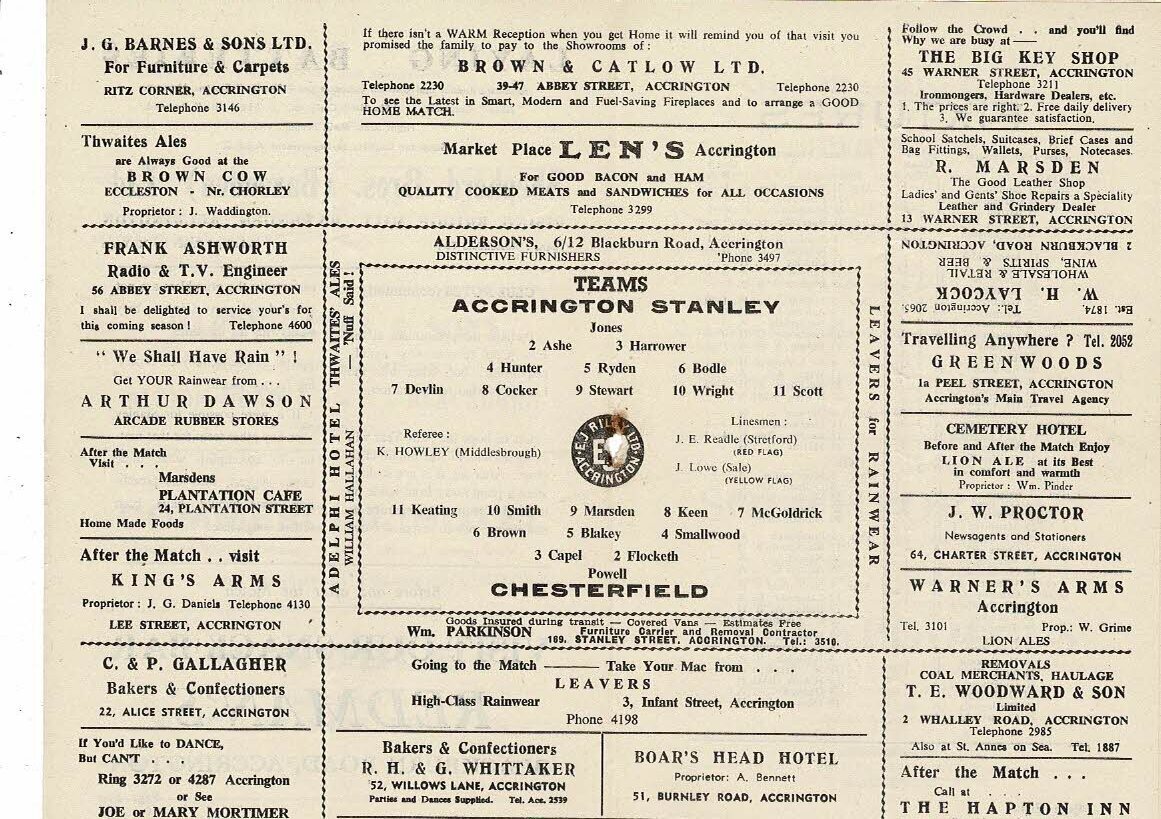 J. G. BARNES & SONS LTD.
For Furniture & Carpets
RITZ CORNER, ACCRINGTON
Telephone 3146
Thwaites Ales
are Always Good at the
BROWN COW
ECCLESTON - Nr. CHORLEY
Proprietor : J. Waddington.
FRANK ASHWORTH
Radio & T.V. Engineer
56 ABBEY STREET, ACCRINGTON
I shall be delighted to service your's for
this coming season ! Telephone 4600
" We Shall Have Rain " !
Get YOUR Rainwear from . . .
ARTHUR DAWSON
ARCADE RUBBER STORES
After the Match
Visit . . .
Marsdens
PLANTATION CAFE
24, PLANTATION STREET
Home Made Foods
After the Match . . visit
KING'S ARMS
Proprietor : J. G. Daniels Telephone 4130
LEE STREET, ACCRINGTON
C. & P. GALLAGHER
Bakers & Confectioners
22, ALICE STREET, ACCRINGTON
If You'd Like to DANCE,
But CAN'T . . .
Ring 3272 or 4287 Accrington
or See
JOE or MARY MORTIMER
If there isn't a WARM Reception when you get Home it will remind you of that visit you
promised the family to pay to the Showrooms of :
BROWN & CATLOW LTD.
Telephone 2230 39-47 ABBEY STREET, ACCRINGTON Telephone 2230
To see the Latest in Smart, Modern and Fuel-Saving Fireplaces and to arrange a GOOD
HOME MATCH.
Market Place LEN'S Accrington
For GOOD BACON and HAM
QUALITY COOKED MEATS and SANDWICHES for ALL OCCASIONS
Telephone 3299
ALDERSON'S, 6/12 Blackburn Road, Accrington
DISTINCTIVE FURNISHERS 'Phone 3497
ADELPHI HOTEL THWAITES' ALES
WILLIAM HALLAHAN — 'Nuff Said !
TEAMS
ACCRINGTON STANLEY
Jones
2 Ashe 3 Harrower
4 Hunter 5 Ryden 6 Bodle
7 Devlin 8 Cocker 9 Stewart 10 Wright 11 Scott
Referee :
K. HOWLEY (Middlesbrough)
E. J. RILEY LTD.
ACCRINGTON
Linesmen :
J. E. Readle (Stretford)
(RED FLAG)
J. Lowe (Sale)
(YELLOW FLAG)
11 Keating 10 Smith 9 Marsden 8 Keen 7 McGoldrick
6 Brown 5 Blakey 4 Smallwood
3 Capel 2 Flocketh
Powell
CHESTERFIELD
LEAVERS for RAINWEAR
Goods Insured during transit — Covered Vans — Estimates Free
Wm. PARKINSON Furniture Carrier and Removal Contractor
169, STANLEY STREET, ACCRINGTON. Tel.: 3510.
Going to the Match ——— Take Your Mac from . . .
LEAVERS
High-Class Rainwear 3, Infant Street, Accrington
Phone 4198
Bakers & Confectioners
R. H. & G. WHITTAKER
52, WILLOWS LANE, ACCRINGTON
Parties and Dances Supplied. Tel. Acc. 2539
BOAR'S HEAD HOTEL
Proprietor: A. Bennett
51, BURNLEY ROAD, ACCRINGTON
Follow the Crowd . . and you'll find
Why we are busy at ——
THE BIG KEY SHOP
45 WARNER STREET, ACCRINGTON
Telephone 3211
Ironmongers, Hardware Dealers, etc.
1. The prices are right. 2. Free daily delivery
3. We guarantee satisfaction.
School Satchels, Suitcases, Brief Cases and
Bag Fittings, Wallets, Purses, Notecases.
R. MARSDEN
The Good Leather Shop
Ladies' and Gents' Shoe Repairs a Speciality
Leather and Grindery Dealer
13 WARNER STREET, ACCRINGTON
Est. 1874. Tel.: Accrington 2065.
W. H. LAYCOCK
WHOLESALE & RETAIL
WINE, SPIRITS & BEER
2 BLACKBURN ROAD, ACCRINGTON
Travelling Anywhere ? Tel. 2052
GREENWOODS
1a PEEL STREET, ACCRINGTON
Accrington's Main Travel Agency
CEMETERY HOTEL
Before and After the Match Enjoy
LION ALE at its Best
in comfort and warmth
Proprietor : Wm. Pinder
J. W. PROCTOR
Newsagents and Stationers
64, CHARTER STREET, ACCRINGTON
WARNER'S ARMS
Accrington
Tel. 3101 Prop.: W. Grime
LION ALES
REMOVALS
COAL MERCHANTS, HAULAGE
T. E. WOODWARD & SON
Limited
2 WHALLEY ROAD, ACCRINGTON
Telephone 2985
Also at St. Annes on Sea. Tel. 1887
After the Match . . .
Call at . . .
THE HAPTON INN